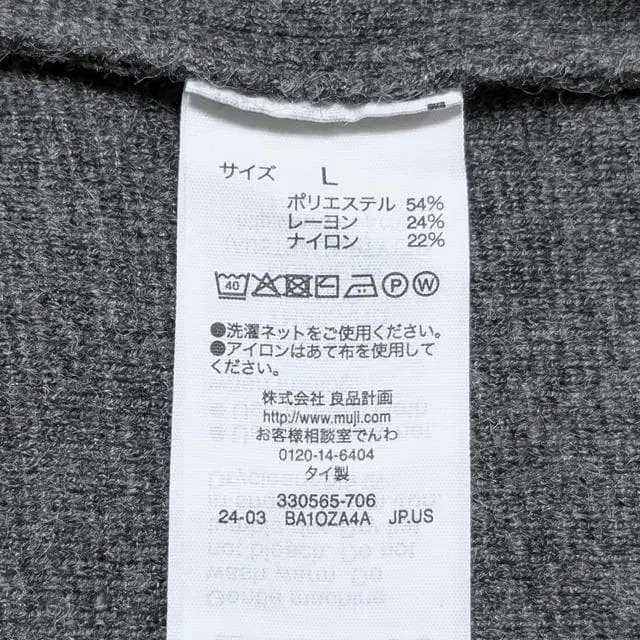 サイズ L
ポリエステル 54%
レーヨン 24%
ナイロン 22%
40 P W
●洗濯ネットをご使用ください。
●アイロンはあて布を使用して
ください。
株式会社 良品計画
http://www.muji.com
お客様相談室でんわ
0120-14-6404
タイ製
330565-706
24-03 BA1OZA4A JP.US